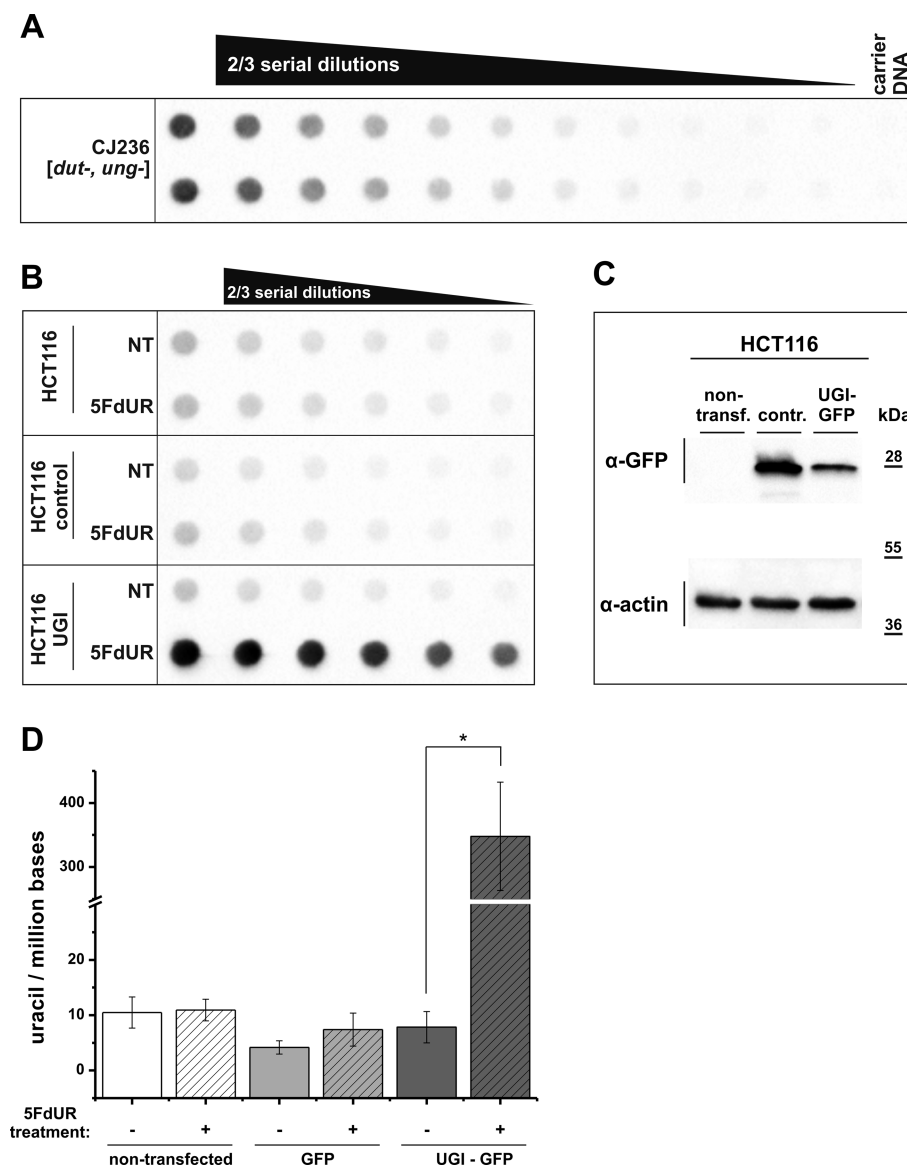 A
2/3 serial dilutions
carrier
DNA
CJ236
[dut-, ung-]
B
2/3 serial dilutions
HCT116
NT
5FdUR
HCT116
control
NT
5FdUR
HCT116
UGI
NT
5FdUR
C
HCT116
non-
transf.
contr.
UGI-
GFP
kDa
α-GFP
28
55
α-actin
36
D
*
uracil / million bases
400
300
20
10
0
5FdUR
treatment:
- + - + - +
non-transfected GFP UGI - GFP